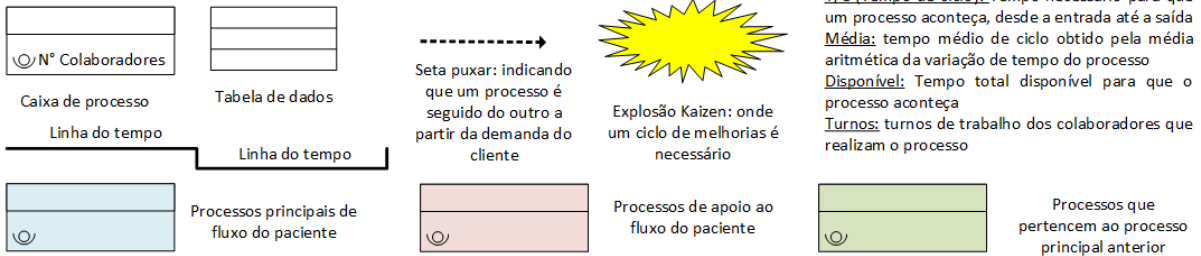 N° Colaboradores
Caixa de processo
Tabela de dados
Seta puxar: indicando
que um processo é
seguido do outro a
partir da demanda do
cliente
Explosão Kaizen: onde
um ciclo de melhorias é
necessário
um processo aconteça, desde a entrada até a saída
Média: tempo médio de ciclo obtido pela média
aritmética da variação de tempo do processo
Disponível: Tempo total disponível para que o
processo aconteça
Turnos: turnos de trabalho dos colaboradores que
realizam o processo
Linha do tempo
Linha do tempo
Processos principais de
fluxo do paciente
Processos de apoio ao
fluxo do paciente
Processos que
pertencem ao processo
principal anterior